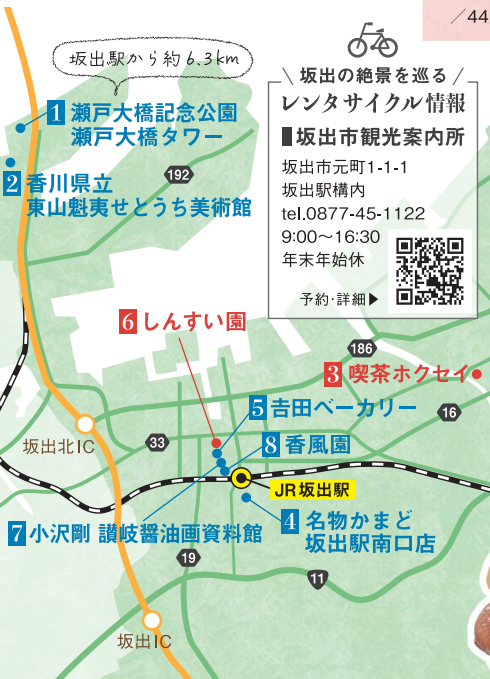 /44
坂出駅から約6.3km
1 瀬戸大橋記念公園
瀬戸大橋タワー
2 香川県立
東山魁夷せとうち美術館
192
\ 坂出の絶景を巡る /
レンタサイクル情報
■坂出市観光案内所
坂出市元町1-1-1
坂出駅構内
tel.0877-45-1122
9:00〜16:30
年末年始休
予約・詳細▶
6 しんすい園
186
3 喫茶ホクセイ
5 吉田ベーカリー
16
坂出北IC
33
8 香風園
JR坂出駅
7 小沢剛 讃岐醤油画資料館
4 名物かまど
坂出駅南口店
19
11
坂出IC